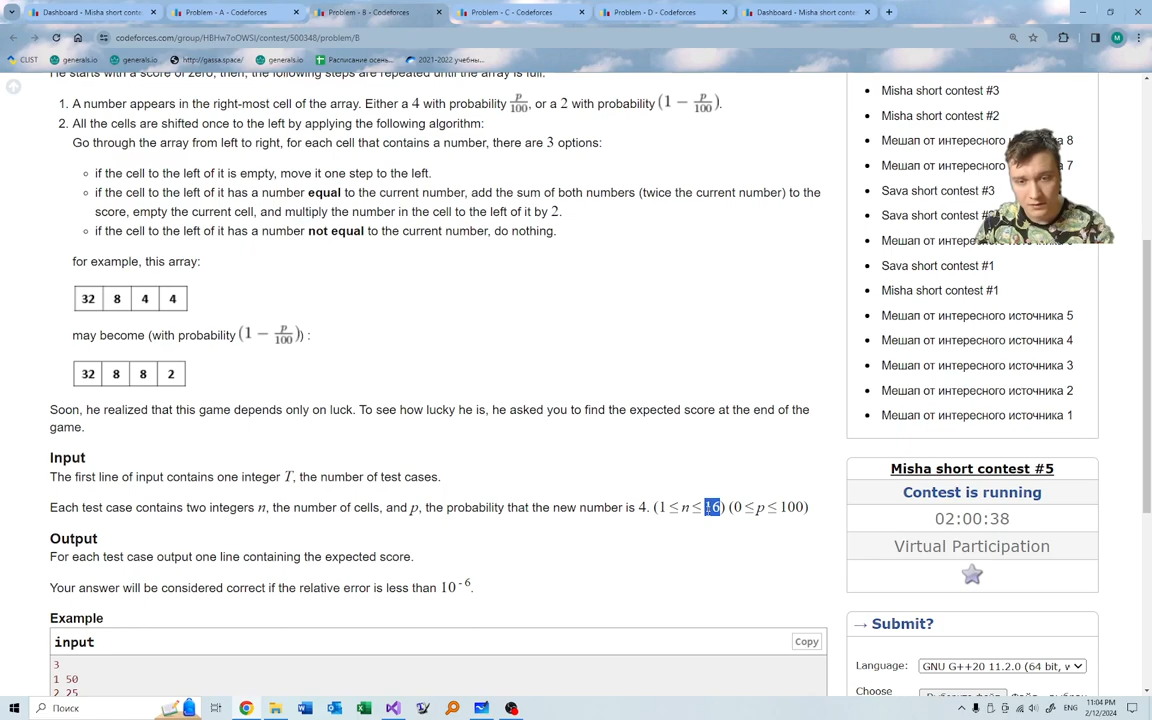 Dashboard - Misha short contes
Problem - A - Codeforces
Problem - B - Codeforces
Problem - C - Codeforces
Problem - D - Codeforces
Dashboard - Misha short contes
codeforces.com/group/HBHw7oOWSI/contest/500348/problem/B
CLIST
generals.io
generals.io
http://gassa.space/
generals.io
Расписание осень...
2021-2022 учебны...
He starts with a score of zero, then, the following steps are repeated until the array is full:
1. A number appears in the right-most cell of the array. Either a 4 with probability p/100, or a 2 with probability (1 − p/100).
2. All the cells are shifted once to the left by applying the following algorithm:
Go through the array from left to right, for each cell that contains a number, there are 3 options:
if the cell to the left of it is empty, move it one step to the left.
if the cell to the left of it has a number equal to the current number, add the sum of both numbers (twice the current number) to the
score, empty the current cell, and multiply the number in the cell to the left of it by 2.
if the cell to the left of it has a number not equal to the current number, do nothing.
for example, this array:
32 8 4 4
may become (with probability (1 − p/100)) :
32 8 8 2
Soon, he realized that this game depends only on luck. To see how lucky he is, he asked you to find the expected score at the end of the
game.
Input
The first line of input contains one integer T, the number of test cases.
Each test case contains two integers n, the number of cells, and p, the probability that the new number is 4. (1 ≤ n ≤ 16) (0 ≤ p ≤ 100)
Output
For each test case output one line containing the expected score.
Your answer will be considered correct if the relative error is less than 10^-6.
Example
input
Copy
3
1 50
2 25
Misha short contest #3
Misha short contest #2
Мешап от интересного 8
Мешап от интересного 7
Sava short contest #3
Sava short contest #
Мешап от интере
Sava short contest #1
Misha short contest #1
Мешап от интересного источника 5
Мешап от интересного источника 4
Мешап от интересного источника 3
Мешап от интересного источника 2
Мешап от интересного источника 1
Misha short contest #5
Contest is running
02:00:38
Virtual Participation
→ Submit?
Language:
GNU G++20 11.2.0 (64 bit, v
Choose
Поиск
ENG
11:04 PM
2/12/2024